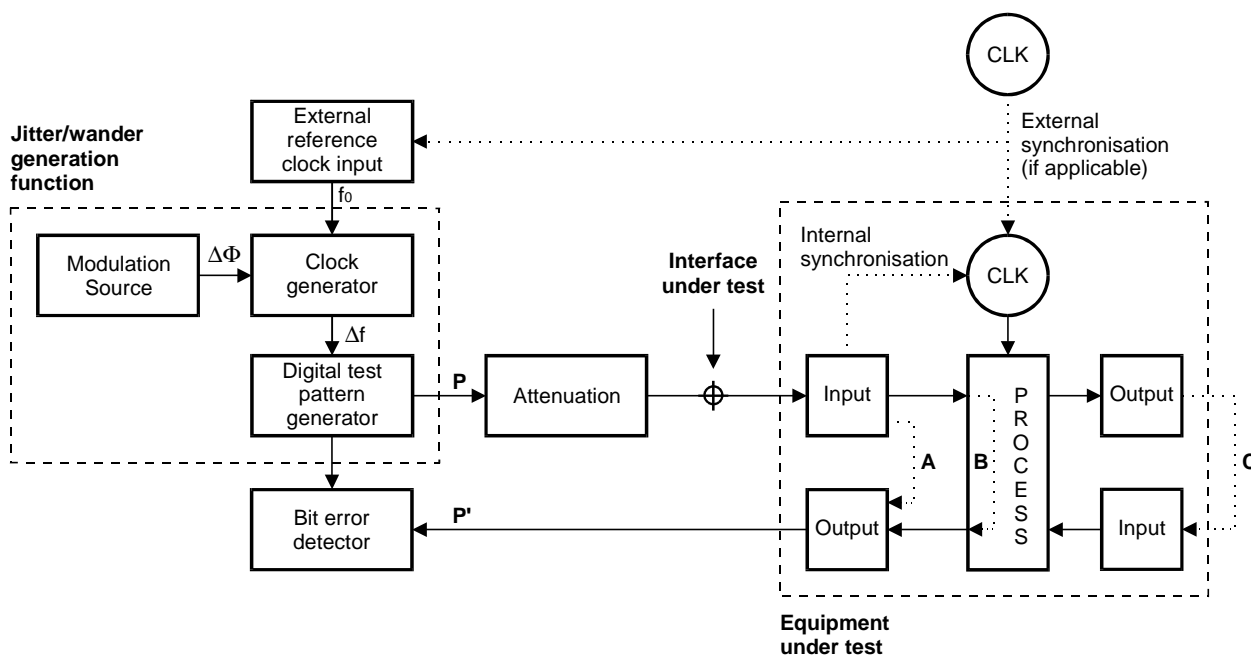 CLK
External
reference
clock input
External
synchronisation
(if applicable)
Jitter/wander
generation
function
f0
Modulation
Source
ΔΦ
Clock
generator
Internal
synchronisation
CLK
Interface
under test
Δf
Digital test
pattern
generator
P
Attenuation
Input
P
R
O
C
E
S
S
Output
A
B
C
Bit error
detector
P'
Output
Input
Equipment
under test